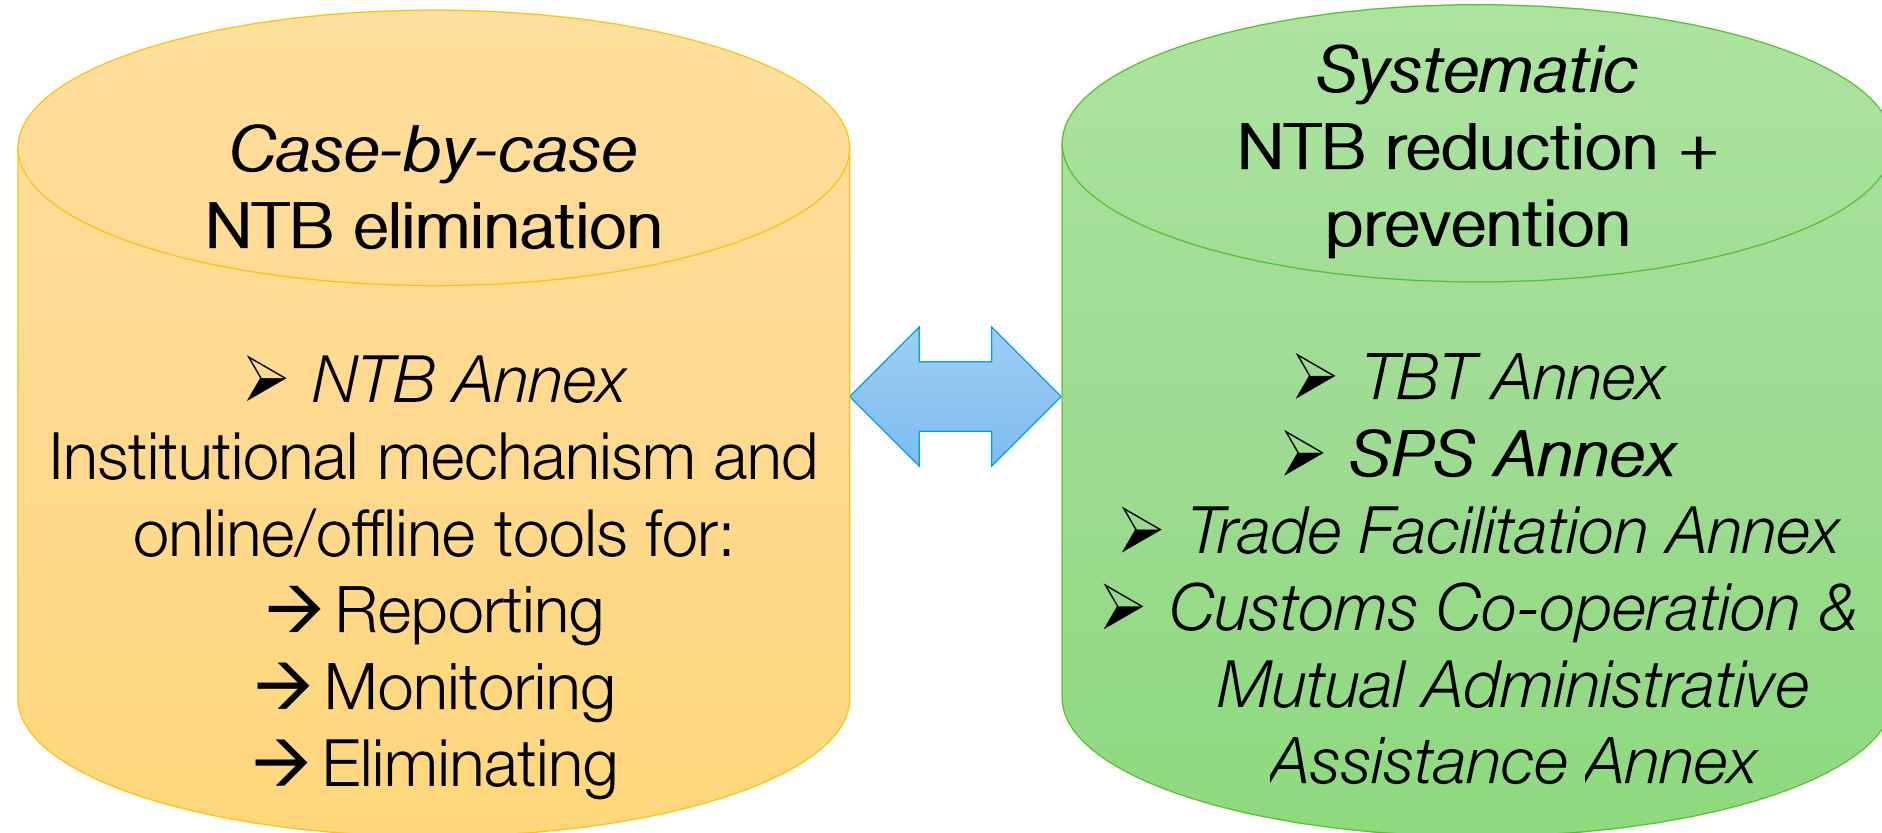 Case-by-case
NTB elimination
➢ NTB Annex
Institutional mechanism and
online/offline tools for:
→ Reporting
→ Monitoring
→ Eliminating
Systematic
NTB reduction +
prevention
➢ TBT Annex
➢ SPS Annex
➢ Trade Facilitation Annex
➢ Customs Co-operation &
Mutual Administrative
Assistance Annex